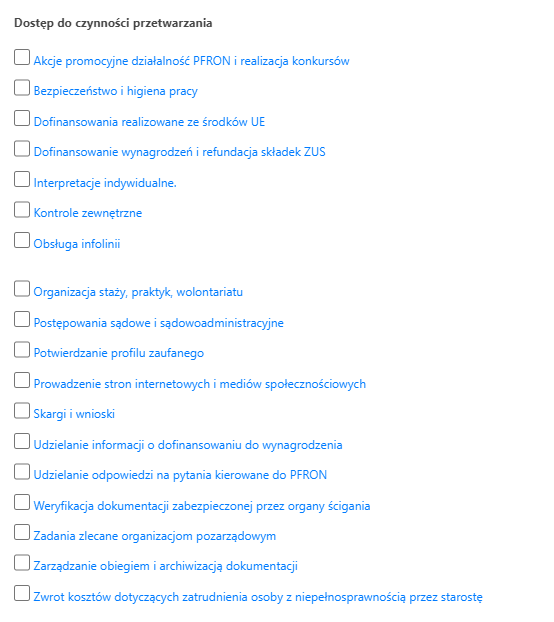 Dostęp do czynności przetwarzania
Akcje promocyjne działalność PFRON i realizacja konkursów
Bezpieczeństwo i higiena pracy
Dofinansowania realizowane ze środków UE
Dofinansowanie wynagrodzeń i refundacja składek ZUS
Interpretacje indywidualne.
Kontrole zewnętrzne
Obsługa infolinii
Organizacja staży, praktyk, wolontariatu
Postępowania sądowe i sądowoadministracyjne
Potwierdzanie profilu zaufanego
Prowadzenie stron internetowych i mediów społecznościowych
Skargi i wnioski
Udzielanie informacji o dofinansowaniu do wynagrodzenia
Udzielanie odpowiedzi na pytania kierowane do PFRON
Weryfikacja dokumentacji zabezpieczonej przez organy ścigania
Zadania zlecane organizacjom pozarządowym
Zarządzanie obiegiem i archiwizacją dokumentacji
Zwrot kosztów dotyczących zatrudnienia osoby z niepełnosprawnością przez starostę